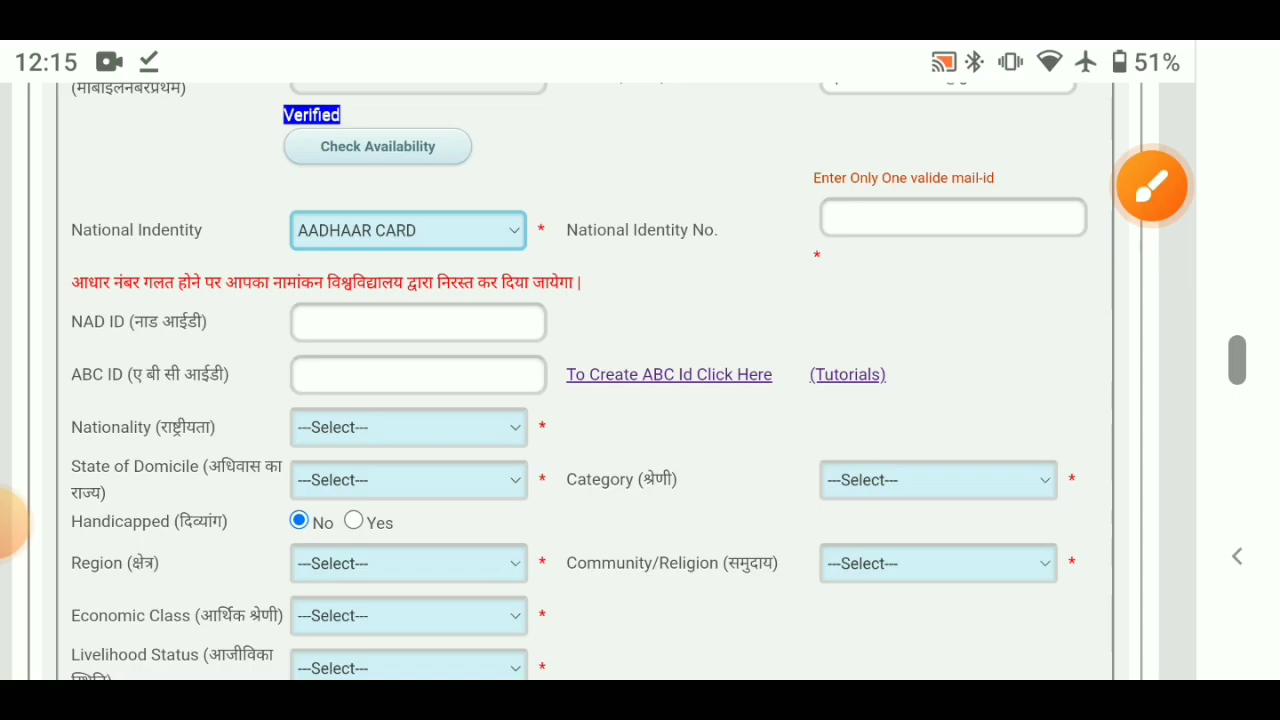 12:15 51%
(मोबाइलनंबरप्रथम)
Verified
Check Availability
Enter Only One valide mail-id
National Indentity AADHAAR CARD * National Identity No.
*
आधार नंबर गलत होने पर आपका नामांकन विश्वविद्यालय द्वारा निरस्त कर दिया जायेगा |
NAD ID (नाड आईडी)
ABC ID (ए बी सी आईडी) To Create ABC Id Click Here (Tutorials)
Nationality (राष्ट्रीयता) ---Select--- *
State of Domicile (अधिवास का
राज्य) ---Select--- * Category (श्रेणी) ---Select--- *
Handicapped (दिव्यांग) No Yes
Region (क्षेत्र) ---Select--- * Community/Religion (समुदाय) ---Select--- *
Economic Class (आर्थिक श्रेणी) ---Select--- *
Livelihood Status (आजीविका
---Select--- *